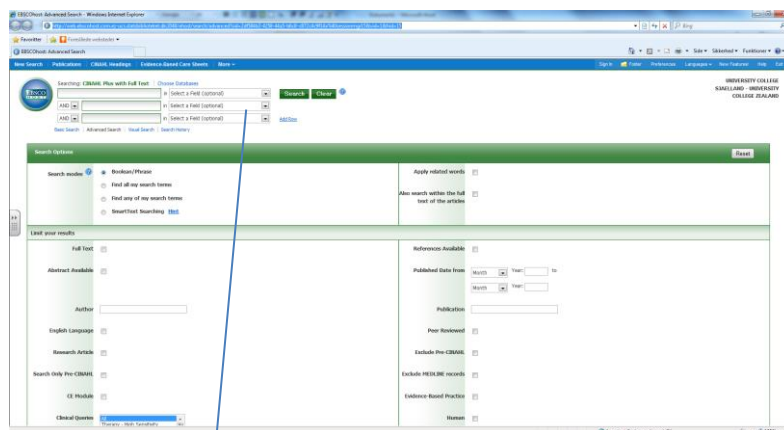 EBSCOhost: Advanced Search - Windows Internet Explorer
Bing
Favoritter Foreslåede websteder
EBSCOhost: Advanced Search
Side Sikkerhed Funktioner
New Search Publications CINAHL Headings Evidence-Based Care Sheets More
Sign In Folder Preferences Languages New Features! Help Exit
Searching: CINAHL Plus with Full Text Choose Databases
UNIVERSITY COLLEGE
SJAELLAND - UNIVERSITY
COLLEGE ZEALAND
EBSCO
in Select a Field (optional) Search Clear
AND in Select a Field (optional)
AND in Select a Field (optional) Add Row
Basic Search Advanced Search Visual Search Search History
Search Options Reset
Search modes Boolean/Phrase
Find all my search terms
Find any of my search terms
SmartText Searching Hint
Apply related words
Also search within the full
text of the articles
Limit your results
Full Text References Available
Abstract Available Published Date from Month Year: to
Month Year:
Author Publication
English Language Peer Reviewed
Research Article Exclude Pre-CINAHL
Search Only Pre-CINAHL Exclude MEDLINE records
CE Module Evidence-Based Practice
Clinical Queries All Human
Therapy - High Sensitivity